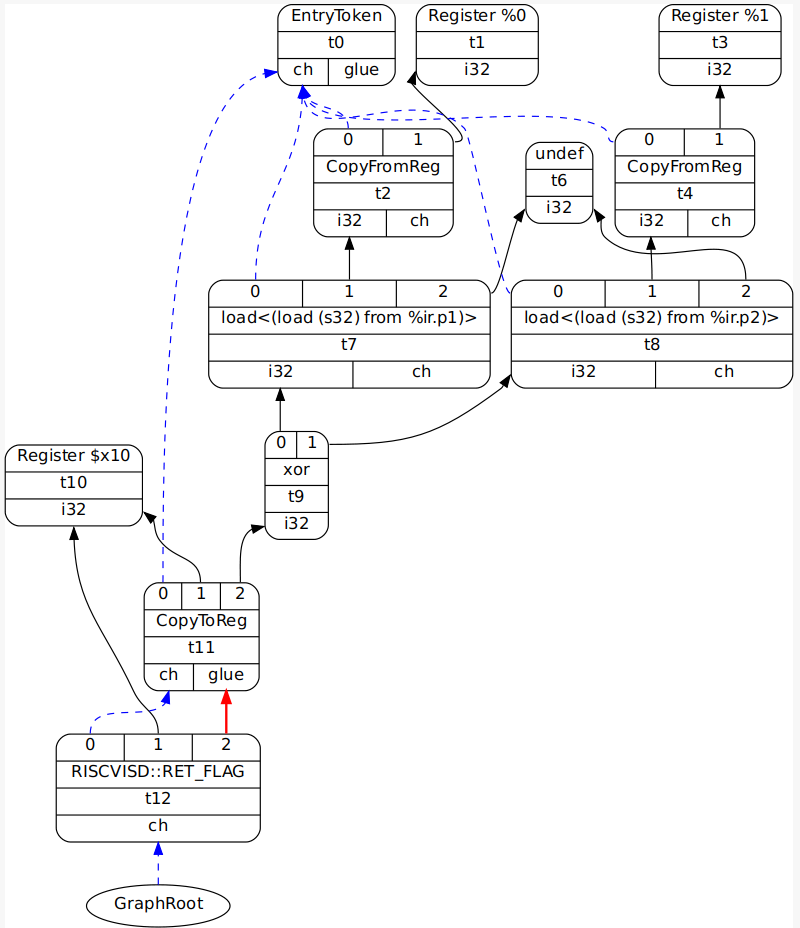 EntryToken
t0
ch glue
Register %0
t1
i32
Register %1
t3
i32
0 1
CopyFromReg
t2
i32 ch
undef
t6
i32
0 1
CopyFromReg
t4
i32 ch
0 1 2
load<(load (s32) from %ir.p1)>
t7
i32 ch
0 1 2
load<(load (s32) from %ir.p2)>
t8
i32 ch
Register $x10
t10
i32
0 1
xor
t9
i32
0 1 2
CopyToReg
t11
ch glue
0 1 2
RISCVISD::RET_FLAG
t12
ch
GraphRoot